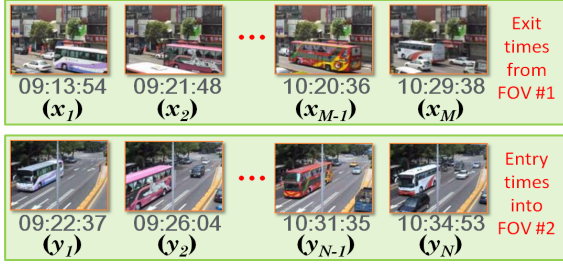 09:13:54 09:21:48 ••• 10:20:36 10:29:38
(x1) (x2) (xM-1) (xM)
Exit
times
from
FOV #1
09:22:37 09:26:04 ••• 10:31:35 10:34:53
(y1) (y2) (yN-1) (yN)
Entry
times
into
FOV #2